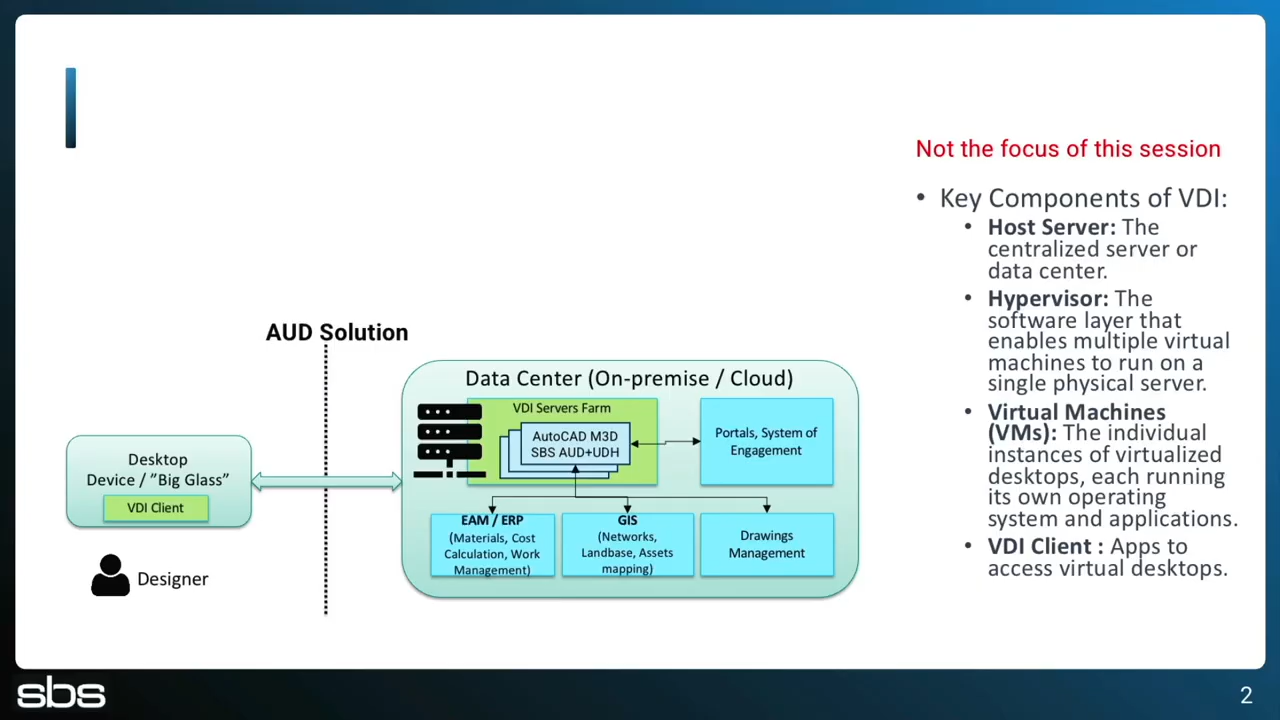 Not the focus of this session
• Key Components of VDI:
• Host Server: The
centralized server or
data center.
• Hypervisor: The
software layer that
enables multiple virtual
machines to run on a
single physical server.
• Virtual Machines
(VMs): The individual
instances of virtualized
desktops, each running
its own operating
system and applications.
• VDI Client : Apps to
access virtual desktops.
AUD Solution
Desktop
Device / ”Big Glass”
VDI Client
Designer
Data Center (On-premise / Cloud)
VDI Servers Farm
AutoCAD M3D
SBS AUD+UDH
Portals, System of
Engagement
EAM / ERP
(Materials, Cost
Calculation, Work
Management)
GIS
(Networks,
Landbase, Assets
mapping)
Drawings
Management
sbs
2